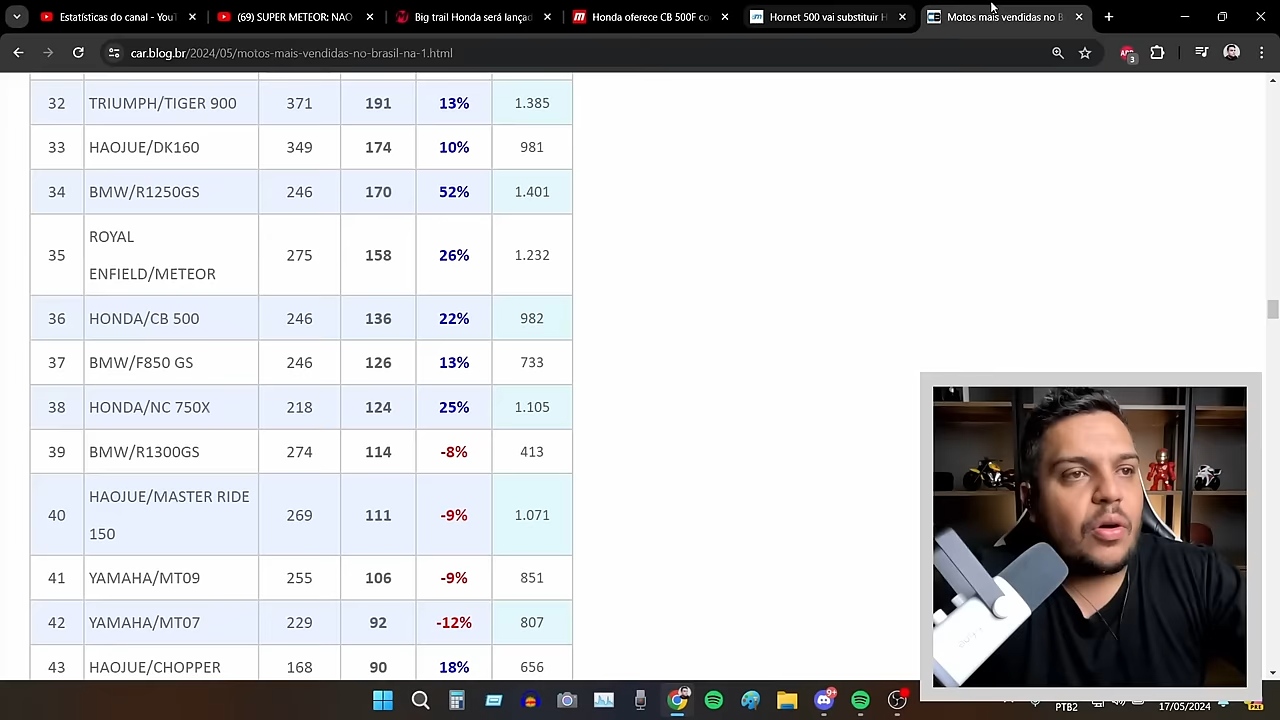 Estatísticas do canal - YouT
(69) SUPER METEOR: NÃO
Big trail Honda será lançad
Honda oferece CB 500F co
Hornet 500 vai substituir H
Motos mais vendidas no B
car.blog.br/2024/05/motos-mais-vendidas-no-brasil-na-1.html
3
32 TRIUMPH/TIGER 900 371 191 13% 1.385
33 HAOJUE/DK160 349 174 10% 981
34 BMW/R1250GS 246 170 52% 1.401
35 ROYAL ENFIELD/METEOR 275 158 26% 1.232
36 HONDA/CB 500 246 136 22% 982
37 BMW/F850 GS 246 126 13% 733
38 HONDA/NC 750X 218 124 25% 1.105
39 BMW/R1300GS 274 114 -8% 413
40 HAOJUE/MASTER RIDE 150 269 111 -9% 1.071
41 YAMAHA/MT09 255 106 -9% 851
42 YAMAHA/MT07 229 92 -12% 807
43 HAOJUE/CHOPPER 168 90 18% 656
PTB2
17/05/2024